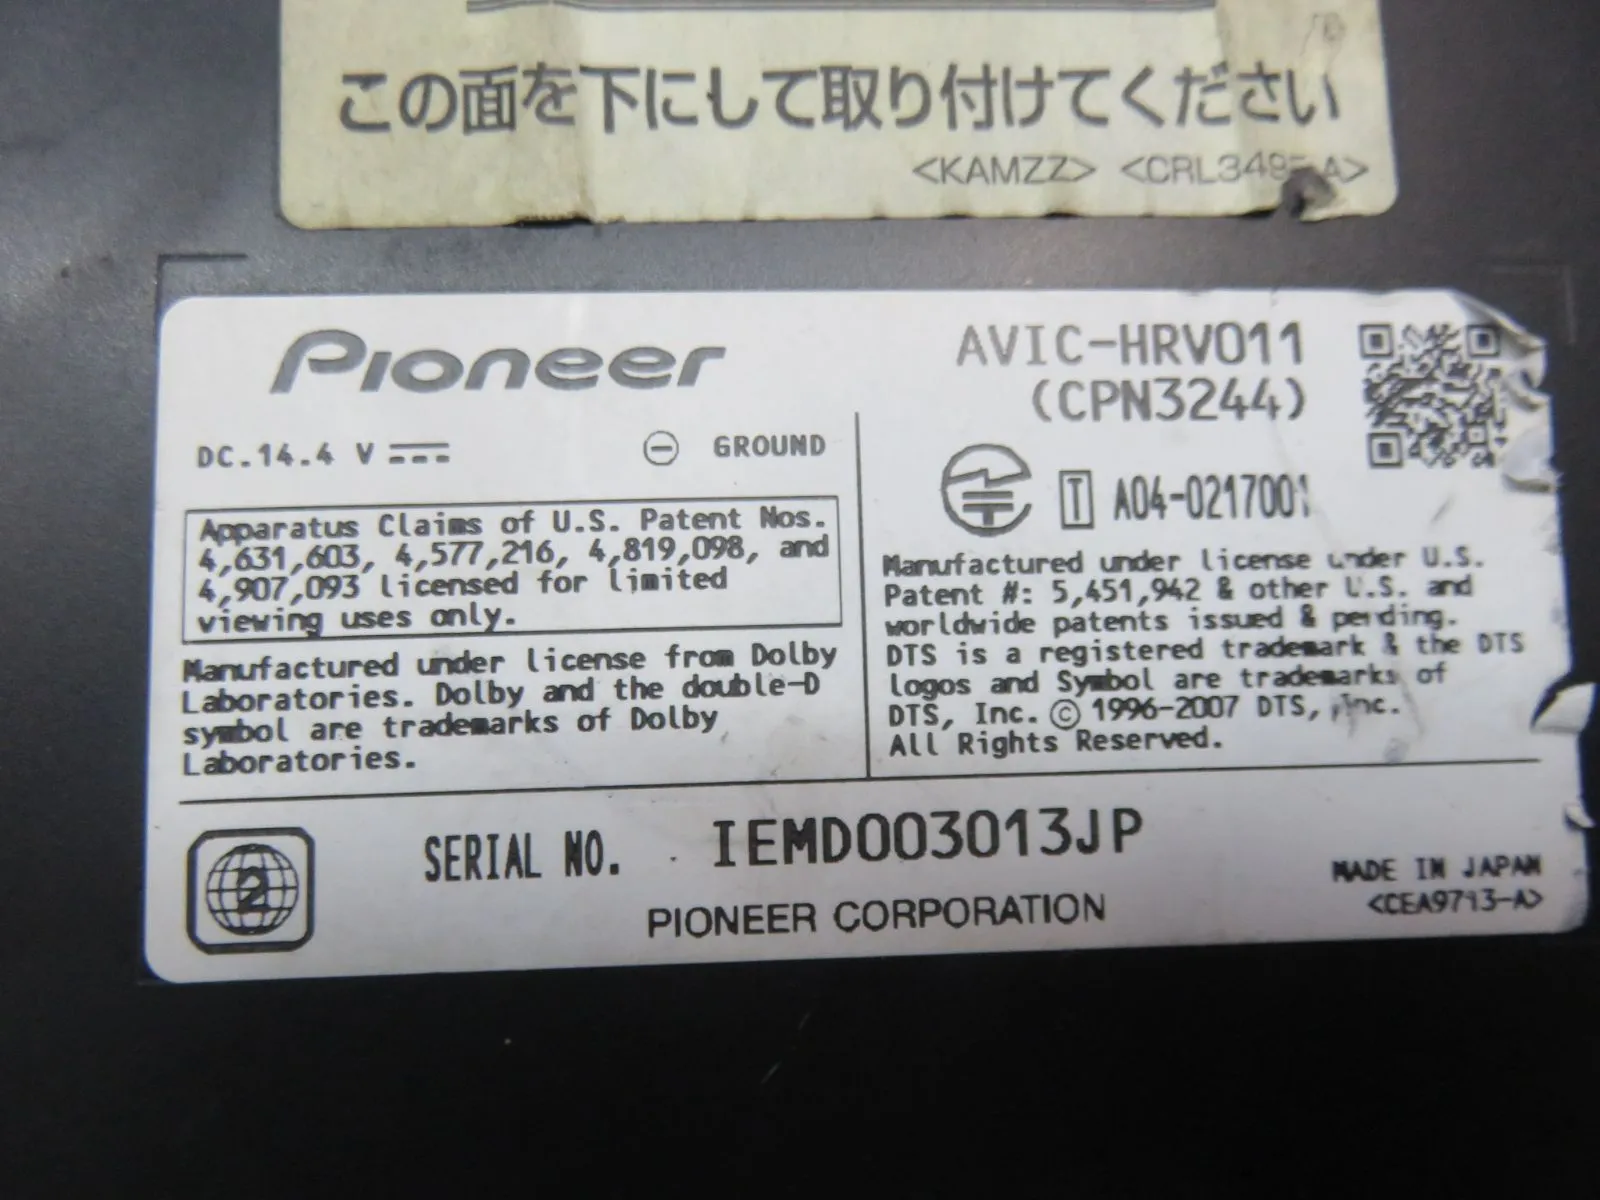 この面を下にして取り付けてください
<KAMZZ>
Pioneer
AVIC-HRV011
(CPN3244)
DC.14.4 V
GROUND
T A04-0217001
Apparatus Claims of U.S. Patent Nos.
4,631,603, 4,577,216, 4,819,098, and
4,907,093 licensed for limited
viewing uses only.
Manufactured under license from Dolby
Laboratories. Dolby and the double-D
symbol are trademarks of Dolby
Laboratories.
Manufactured under license under U.S.
Patent #: 5,451,942 & other U.S. and
worldwide patents issued & pending.
DTS is a registered trademark & the DTS
logos and Symbol are trademarks of
DTS, Inc. © 1996-2007 DTS, Inc.
All Rights Reserved.
2
SERIAL NO. IEMD003013JP
PIONEER CORPORATION
MADE IN JAPAN
<CEA9713-A>